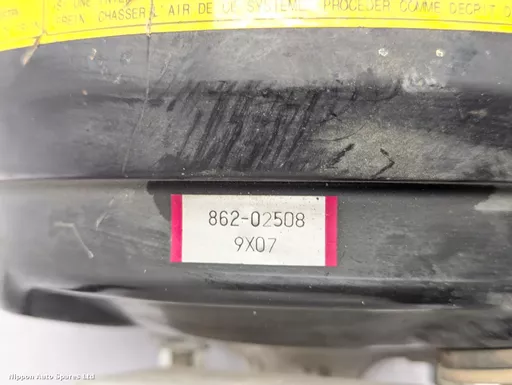 CHASSER L'AIR DE CE SYSTEME, PROCEDER COMME DECRIT D
862-02508
9X07
Nippon Auto Spares Ltd